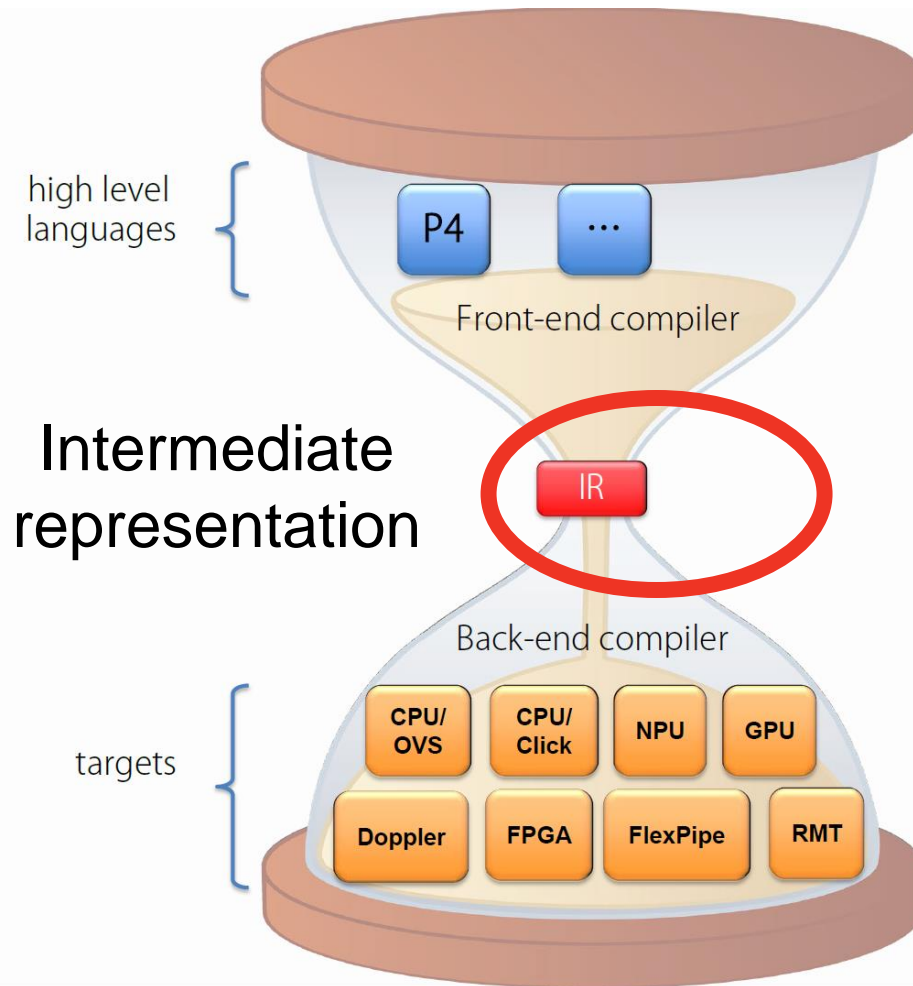 high level
languages
P4
...
Front-end compiler
Intermediate
representation
IR
Back-end compiler
targets
CPU/
OVS
CPU/
Click
NPU
GPU
Doppler
FPGA
FlexPipe
RMT